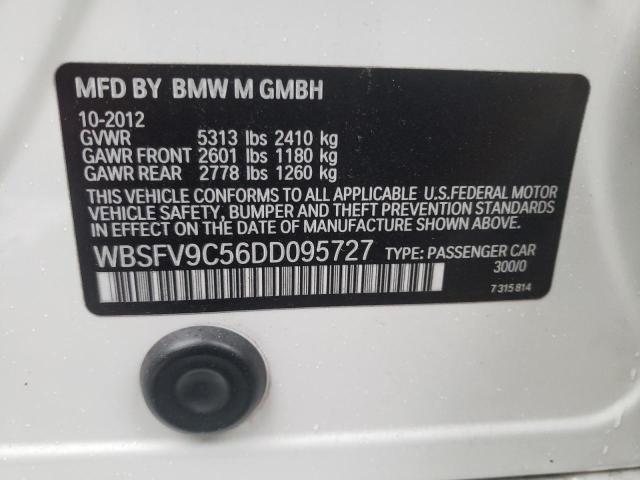 MFD BY BMW M GMBH
10-2012
GVWR 5313 lbs 2410 kg
GAWR FRONT 2601 lbs 1180 kg
GAWR REAR 2778 lbs 1260 kg
THIS VEHICLE CONFORMS TO ALL APPLICABLE U.S.FEDERAL MOTOR
VEHICLE SAFETY, BUMPER AND THEFT PREVENTION STANDARDS
IN EFFECT ON THE DATE OF MANUFACTURE SHOWN ABOVE.
WBSFV9C56DD095727 TYPE: PASSENGER CAR
300/0
7 315 814